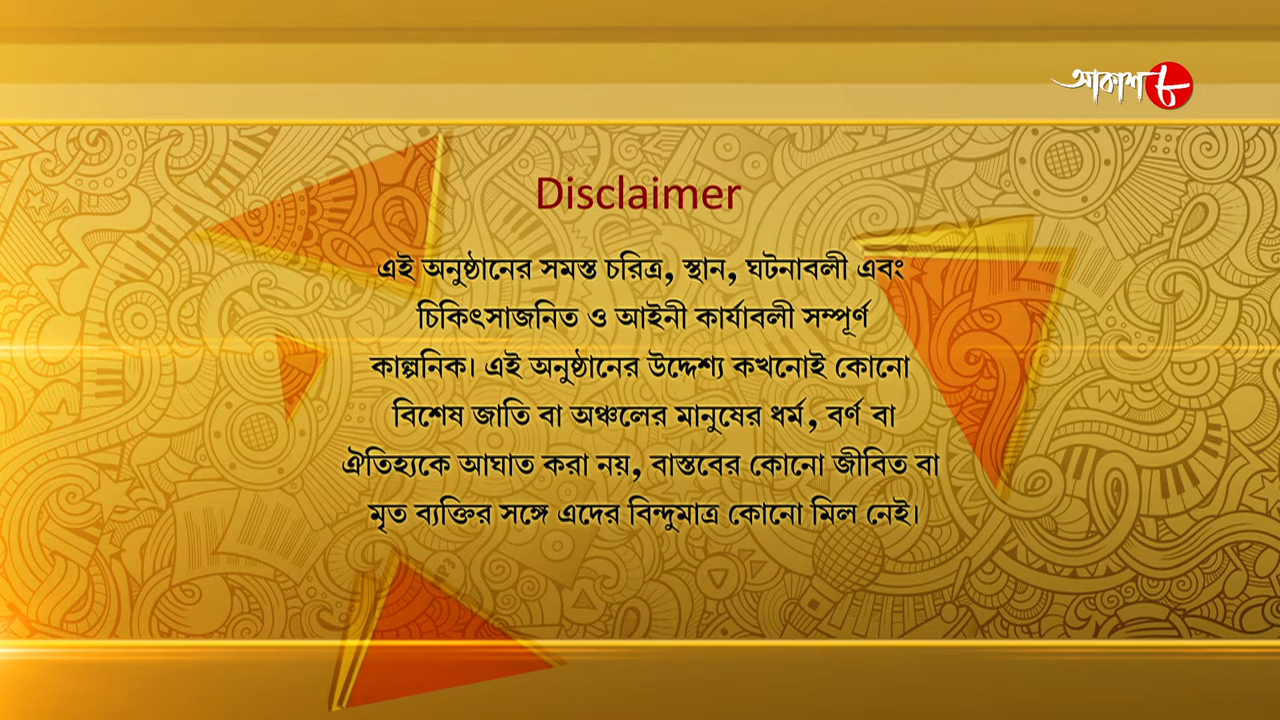 আকাশ ৮
Disclaimer
এই অনুষ্ঠানের সমস্ত চরিত্র, স্থান, ঘটনাবলী এবং
চিকিৎসাজনিত ও আইনী কার্যাবলী সম্পূর্ণ
কাল্পনিক। এই অনুষ্ঠানের উদ্দেশ্য কখনোই কোনো
বিশেষ জাতি বা অঞ্চলের মানুষের ধর্ম, বর্ণ বা
ঐতিহ্যকে আঘাত করা নয়, বাস্তবের কোনো জীবিত বা
মৃত ব্যক্তির সঙ্গে এদের বিন্দুমাত্র কোনো মিল নেই।